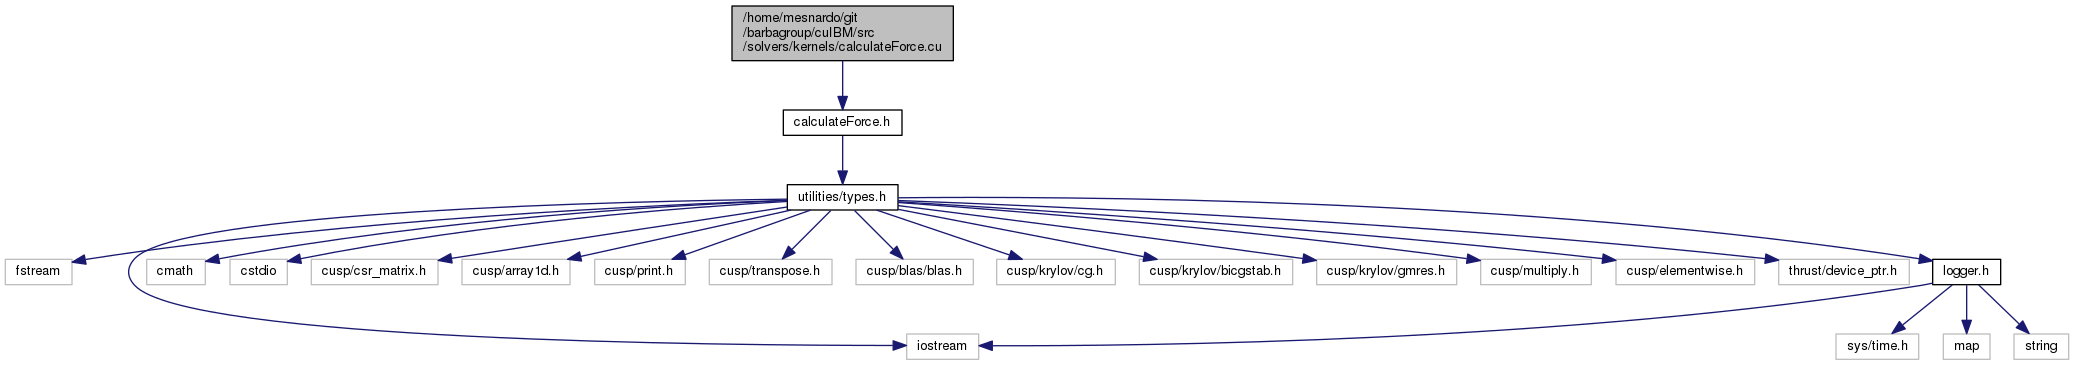 /home/mesnardo/git
/barbagroup/cuIBM/src
/solvers/kernels/calculateForce.cu
calculateForce.h
utilities/types.h
fstream
cmath
cstdio
cusp/csr_matrix.h
cusp/array1d.h
cusp/print.h
cusp/transpose.h
cusp/blas/blas.h
cusp/krylov/cg.h
cusp/krylov/bicgstab.h
cusp/krylov/gmres.h
cusp/multiply.h
cusp/elementwise.h
thrust/device_ptr.h
logger.h
iostream
sys/time.h
map
string